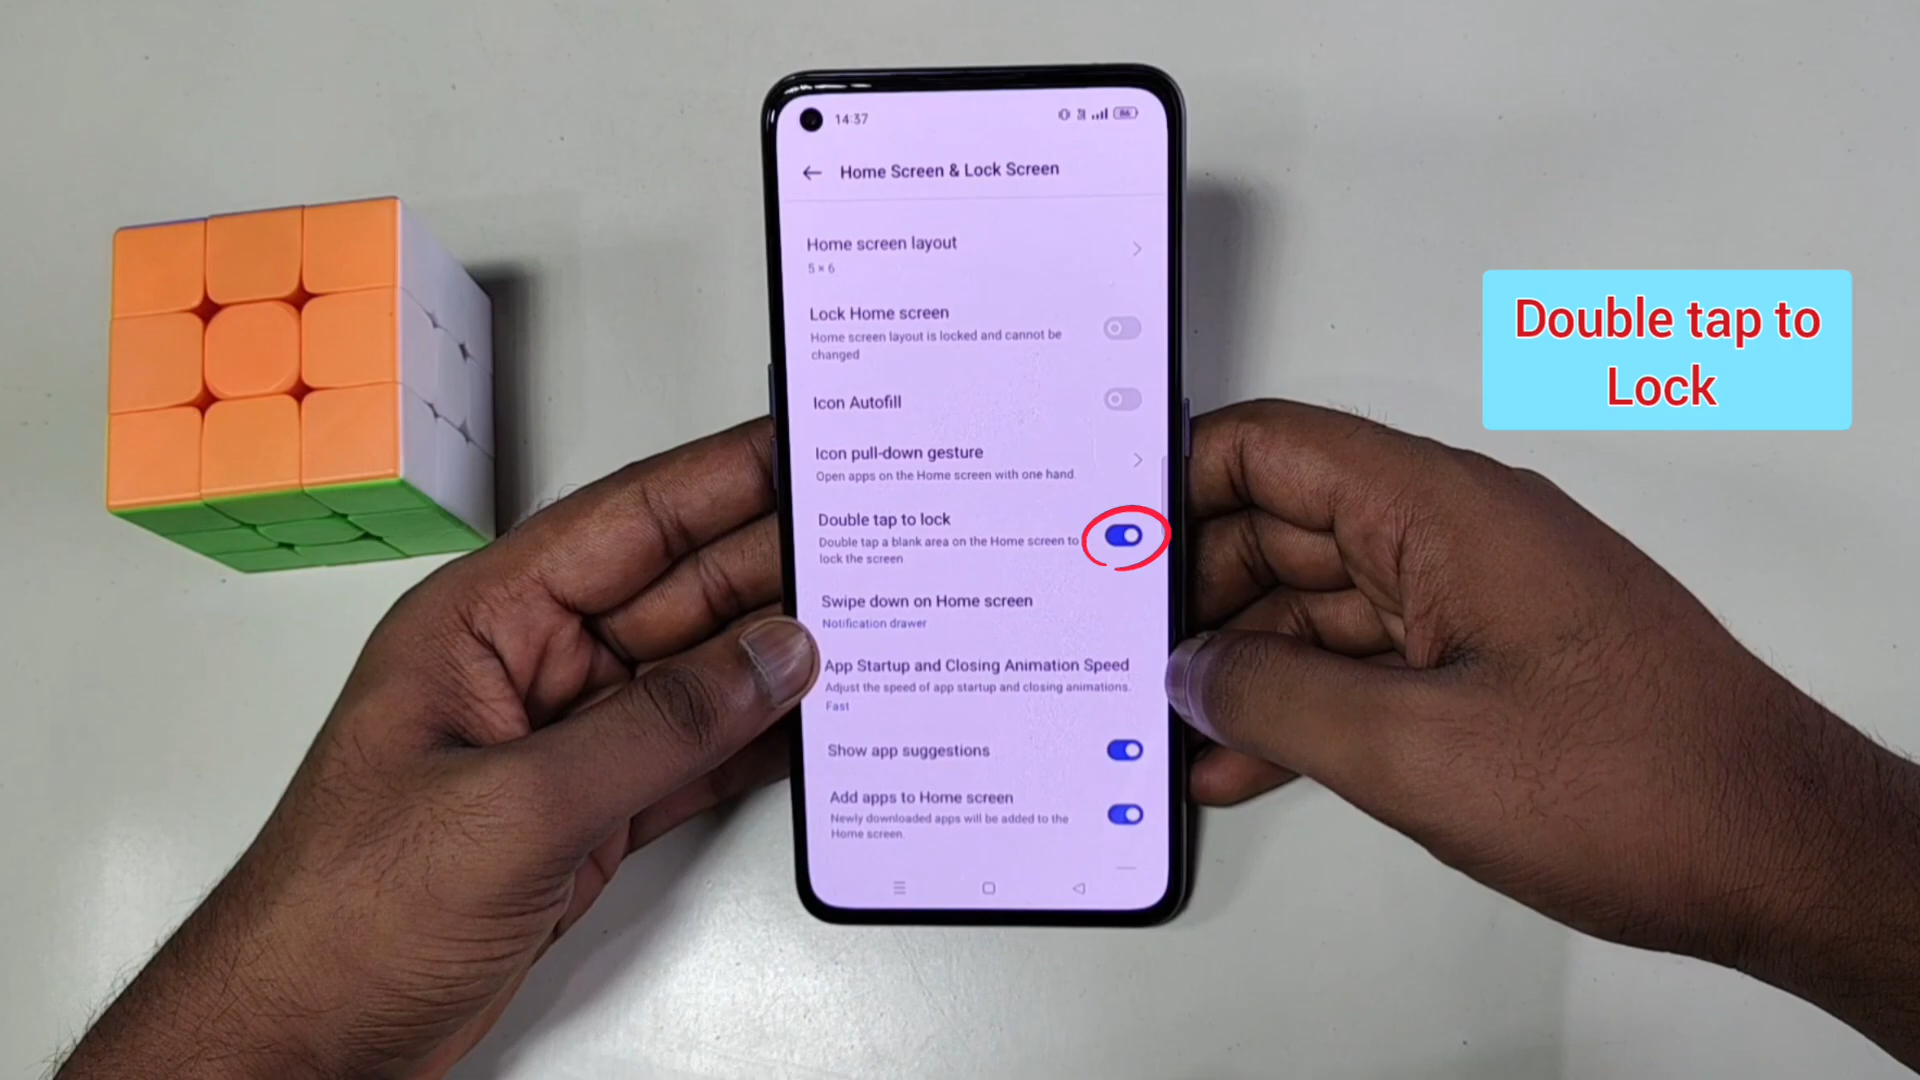 14:37
86
Home Screen & Lock Screen
Home screen layout
5 × 6
Lock Home screen
Home screen layout is locked and cannot be
changed
Icon Autofill
Icon pull-down gesture
Open apps on the Home screen with one hand.
Double tap to lock
Double tap a blank area on the Home screen to
lock the screen
Swipe down on Home screen
Notification drawer
App Startup and Closing Animation Speed
Adjust the speed of app startup and closing animations.
Fast
Show app suggestions
Add apps to Home screen
Newly downloaded apps will be added to the
Home screen.
Double tap to
Lock